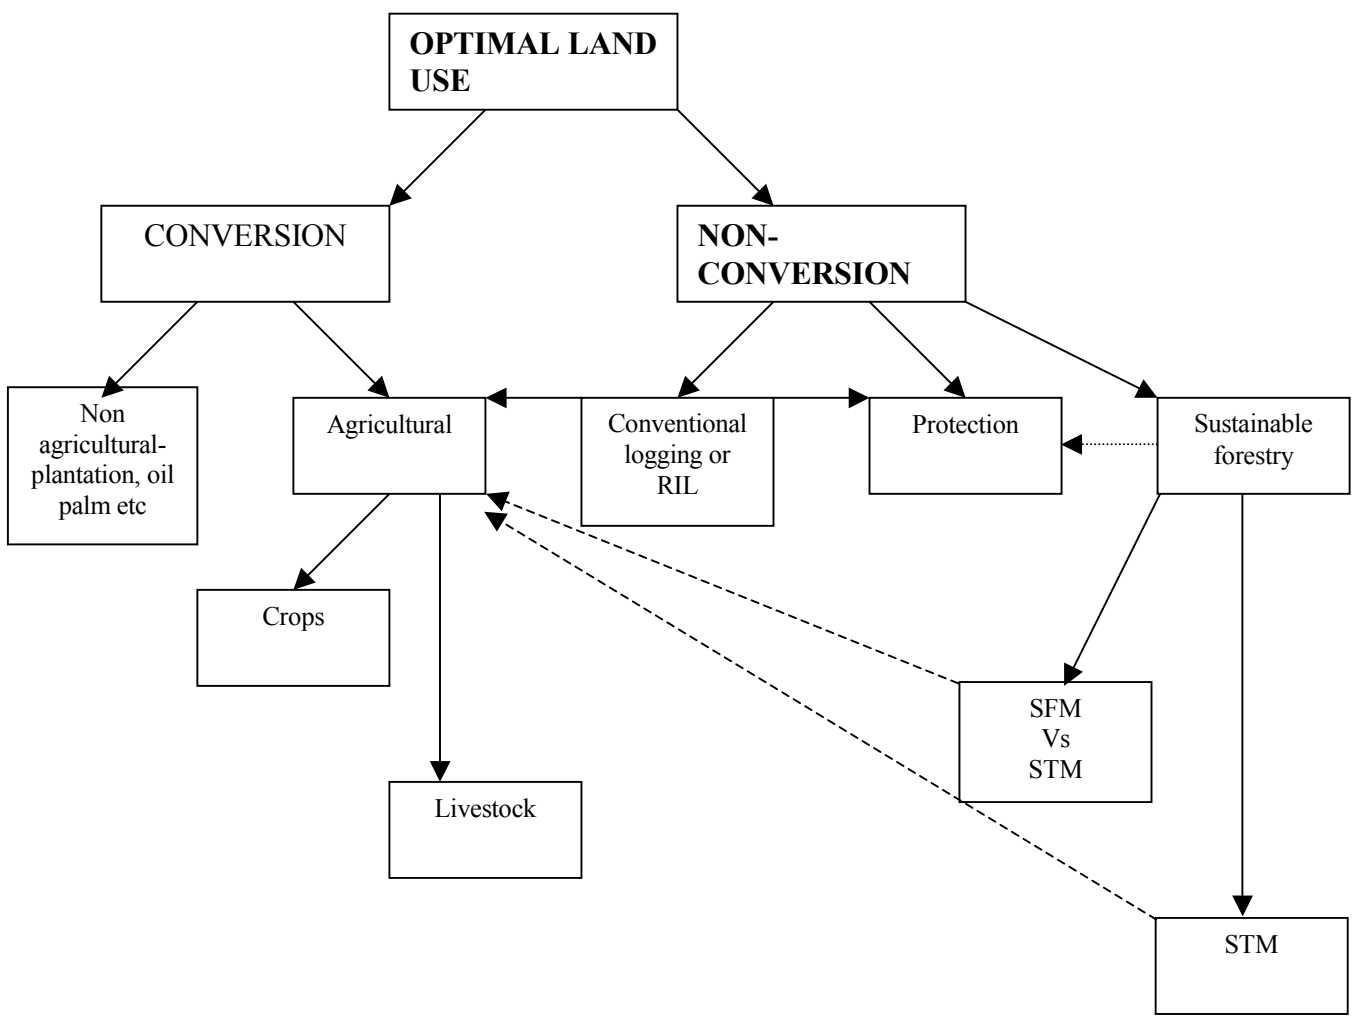 OPTIMAL LAND
USE
CONVERSION
NON-
CONVERSION
Non
agricultural-
plantation, oil
palm etc
Agricultural
Conventional
logging or
RIL
Protection
Sustainable
forestry
Crops
SFM
Vs
STM
Livestock
STM